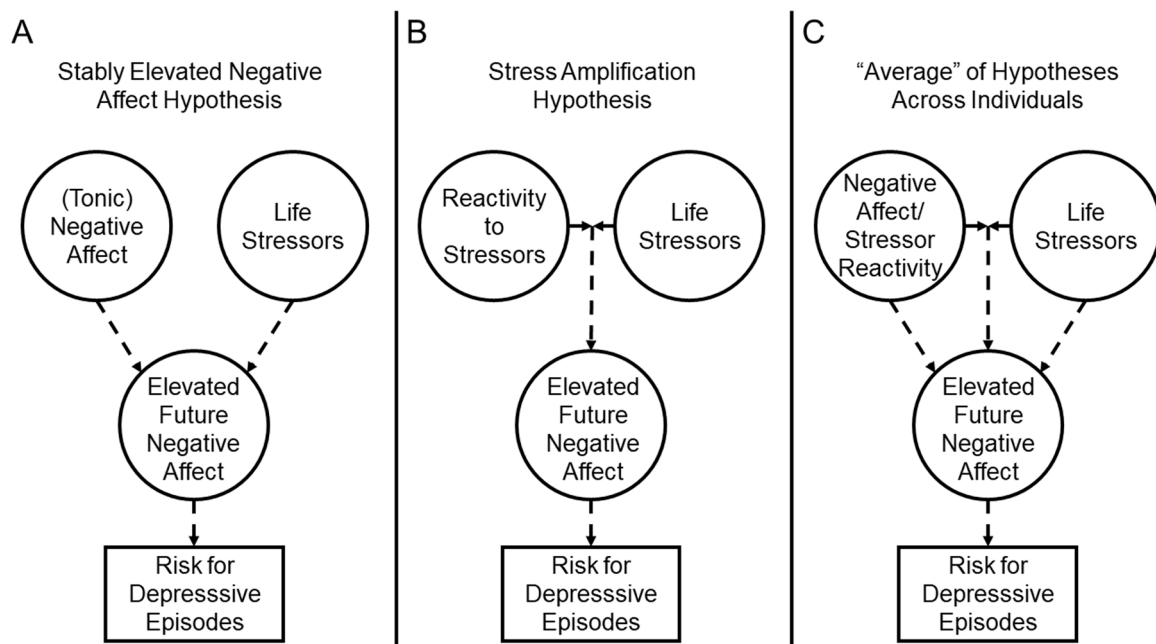 A
Stably Elevated Negative
Affect Hypothesis
(Tonic)
Negative
Affect
Life
Stressors
Elevated
Future
Negative
Affect
Risk for
Depresssive
Episodes
B
Stress Amplification
Hypothesis
Reactivity
to
Stressors
Life
Stressors
Elevated
Future
Negative
Affect
Risk for
Depresssive
Episodes
C
“Average” of Hypotheses
Across Individuals
Negative
Affect/
Stressor
Reactivity
Life
Stressors
Elevated
Future
Negative
Affect
Risk for
Depresssive
Episodes